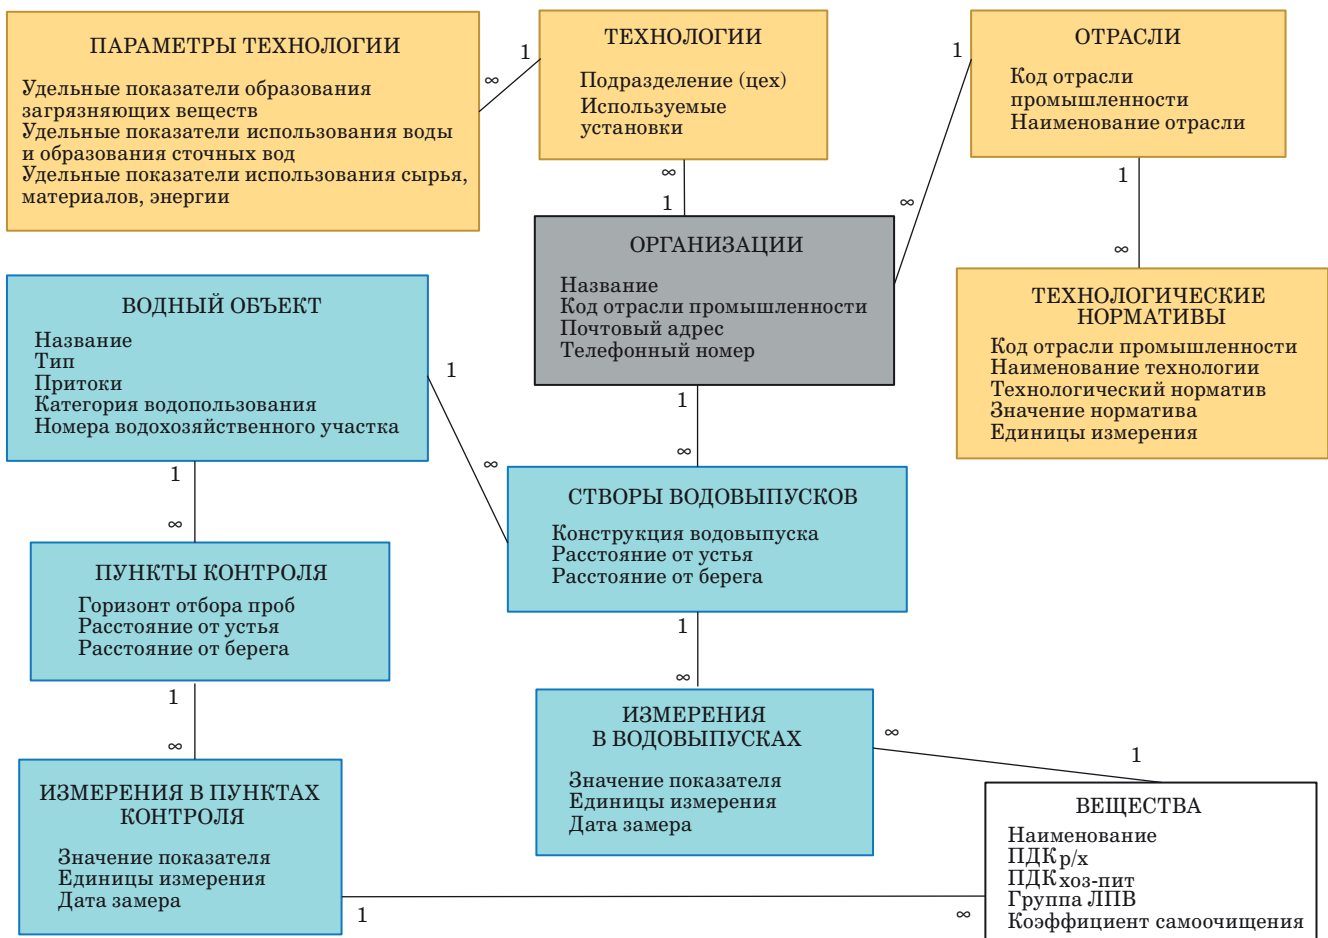 ПАРАМЕТРЫ ТЕХНОЛОГИИ
Удельные показатели образования
загрязняющих веществ
Удельные показатели использования воды
и образования сточных вод
Удельные показатели использования сырья,
материалов, энергии
∞
1
ТЕХНОЛОГИИ
Подразделение (цех)
Используемые
установки
∞
1
1
∞
ОТРАСЛИ
Код отрасли
промышленности
Наименование отрасли
1
∞
ОРГАНИЗАЦИИ
Название
Код отрасли промышленности
Почтовый адрес
Телефонный номер
1
∞
ТЕХНОЛОГИЧЕСКИЕ
НОРМАТИВЫ
Код отрасли промышленности
Наименование технологии
Технологический норматив
Значение норматива
Единицы измерения
ВОДНЫЙ ОБЪЕКТ
Название
Тип
Притоки
Категория водопользования
Номера водохозяйственного участка
1
∞
1
∞
СТВОРЫ ВОДОВЫПУСКОВ
Конструкция водовыпуска
Расстояние от устья
Расстояние от берега
1
∞
ПУНКТЫ КОНТРОЛЯ
Горизонт отбора проб
Расстояние от устья
Расстояние от берега
1
∞
ИЗМЕРЕНИЯ
В ВОДОВЫПУСКАХ
Значение показателя
Единицы измерения
Дата замера
∞
1
ИЗМЕРЕНИЯ В ПУНКТАХ
КОНТРОЛЯ
Значение показателя
Единицы измерения
Дата замера
1
∞
ВЕЩЕСТВА
Наименование
ПДКр/х
ПДКхоз-пит
Группа ЛПВ
Коэффициент самоочищения